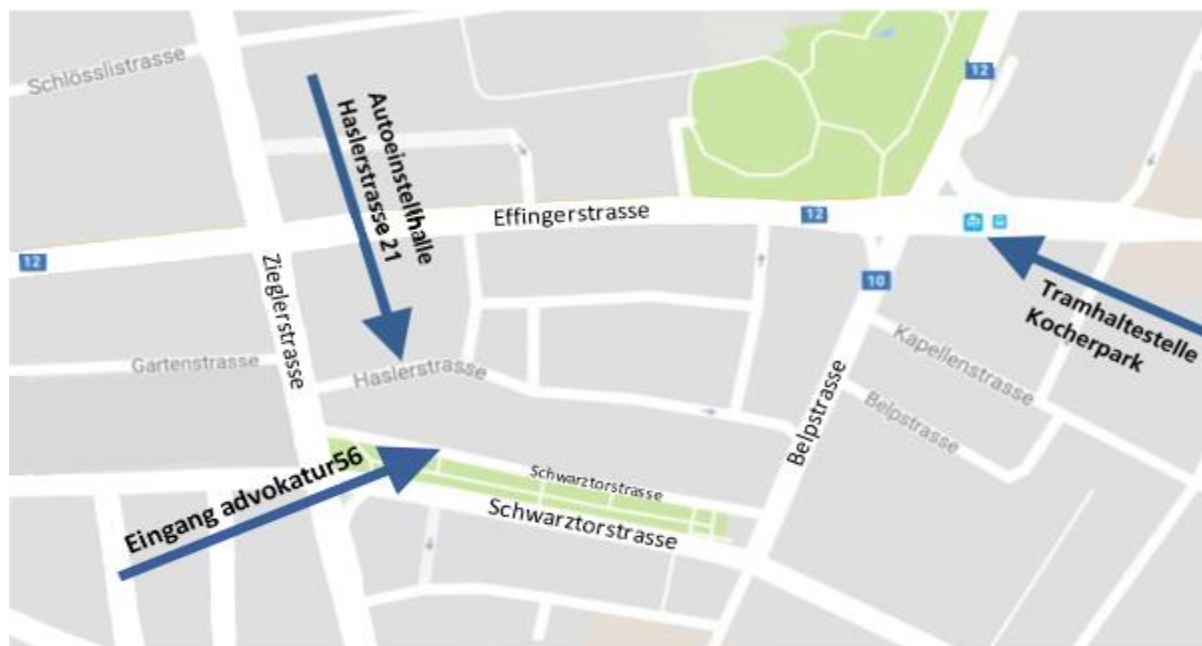 Schlösslistrasse
12
Autoeinstellhalle
Haslerstrasse 21
Effingerstrasse
12
12
Zieglerstrasse
10
Tramhaltestelle
Kocherpark
Gartenstrasse
Haslerstrasse
Kapellenstrasse
Belpstrasse
Belpstrasse
Eingang advokatur56
Schwarztorstrasse
Schwarztorstrasse